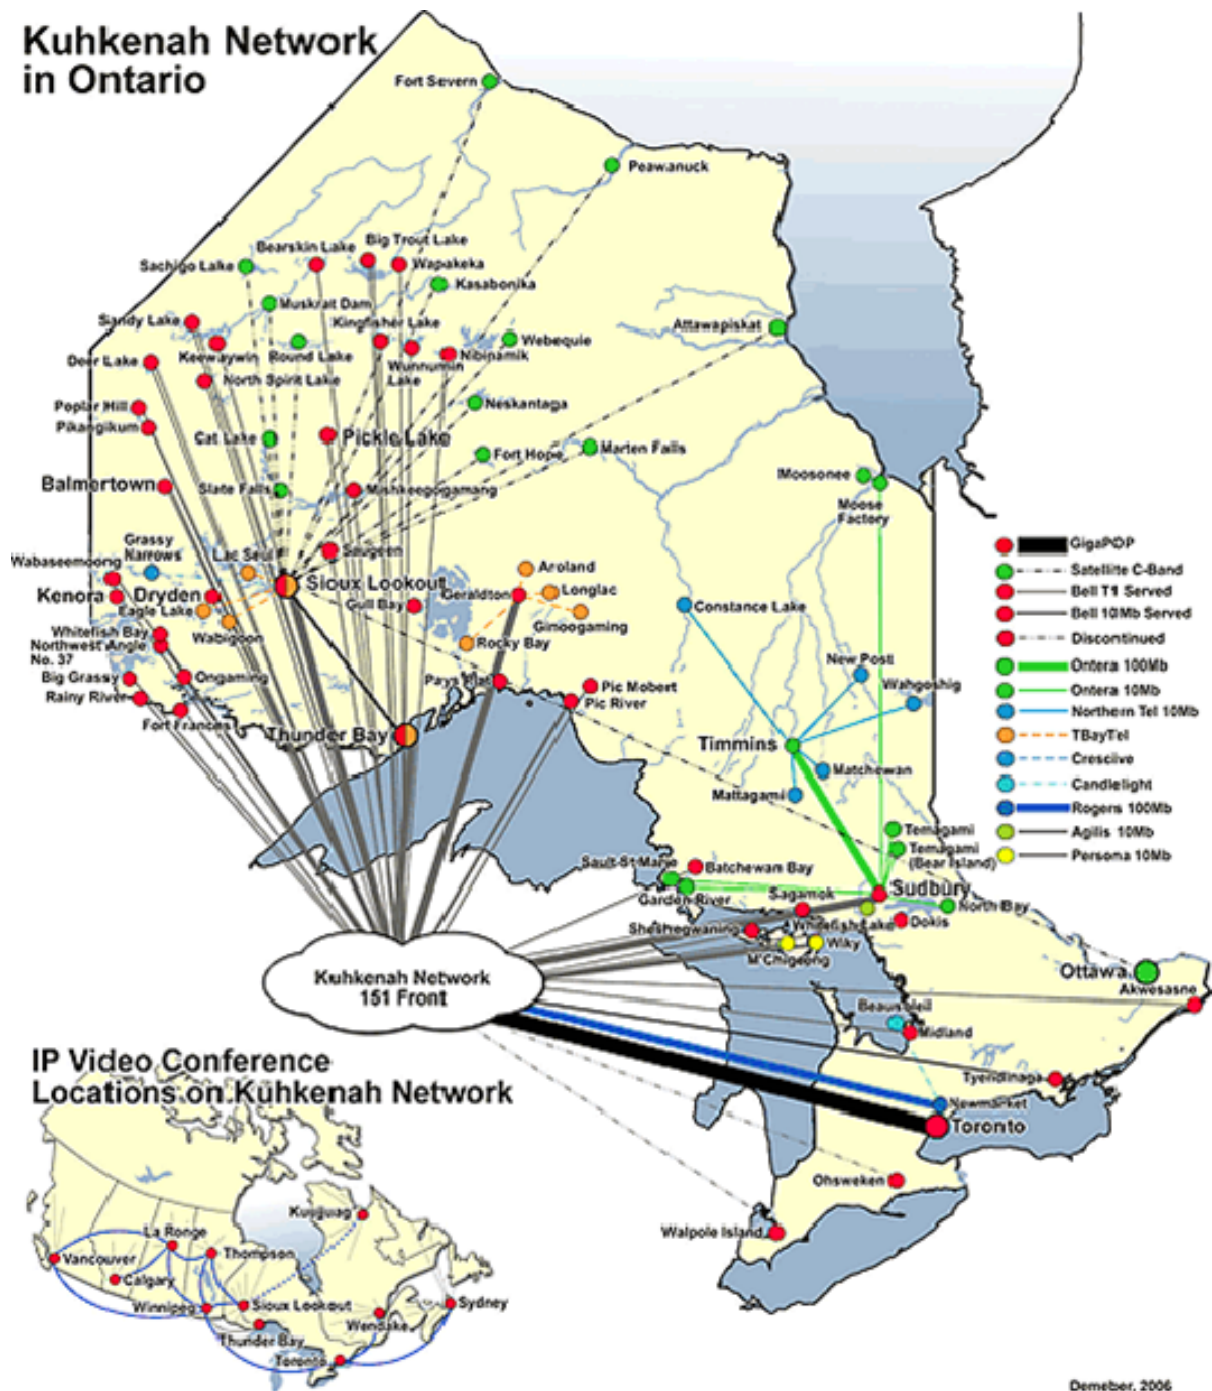 Kuhkenah Network
in Ontario
Fort Severn
Peawanuck
Big Trout Lake
Bearskin Lake
Sachigo Lake
Wapakeka
Kasabonika
Muskrat Dam
Sandy Lake
Kingfisher Lake
Attawapiskat
Webequie
Keewaywin
Round Lake
Nibinamik
Deer Lake
Wunnumin
Lake
North Spirit Lake
Neskantaga
Poplar Hill
Pikangikum
Cat Lake
Pickle Lake
Marten Falls
Fort Hope
Moosonee
Balmertown
Slate Falls
Mishkeegogamang
Moose
Factory
Grassy
Narrows
Lac Seul
Saugeen
Wabaseemoong
Sioux Lookout
Aroland
Longlac
Kenora
Dryden
Gull Bay
Geraldton
Constance Lake
Eagle Lake
Gimoogaming
Whitefish Bay
Wabigoon
Northwest Angle
No. 37
Rocky Bay
New Post
Big Grassy
Ongaming
Pays Plat
Pic Mobert
Wahgoshig
Rainy River
Pic River
Fort Frances
Thunder Bay
Timmins
Matchewan
Mattagami
GigaPOP
Satellite C-Band
Bell T1 Served
Bell 10Mb Served
Discontinued
Ontera 100Mb
Ontera 10Mb
Northern Tel 10Mb
TBayTel
Crescive
Candlelight
Rogers 100Mb
Agilis 10Mb
Persoma 10Mb
Temagami
Temagami
(Bear Island)
Sault St Marie
Batchewam Bay
Sudbury
Garden River
Sagamok
North Bay
Sheshegwaning
Whitefish Lake
Dokis
M'Chigeeng
Wiky
Ottawa
Akwesasne
Kuhkenah Network
151 Front
Beausoleil
Midland
Tyendinaga
Newmarket
Toronto
Ohsweken
Walpole Island
IP Video Conference
Locations on Kuhkenah Network
Kuujjuaq
La Ronge
Thompson
Vancouver
Calgary
Winnipeg
Sioux Lookout
Sydney
Wendake
Thunder Bay
Toronto
Demeber, 2006